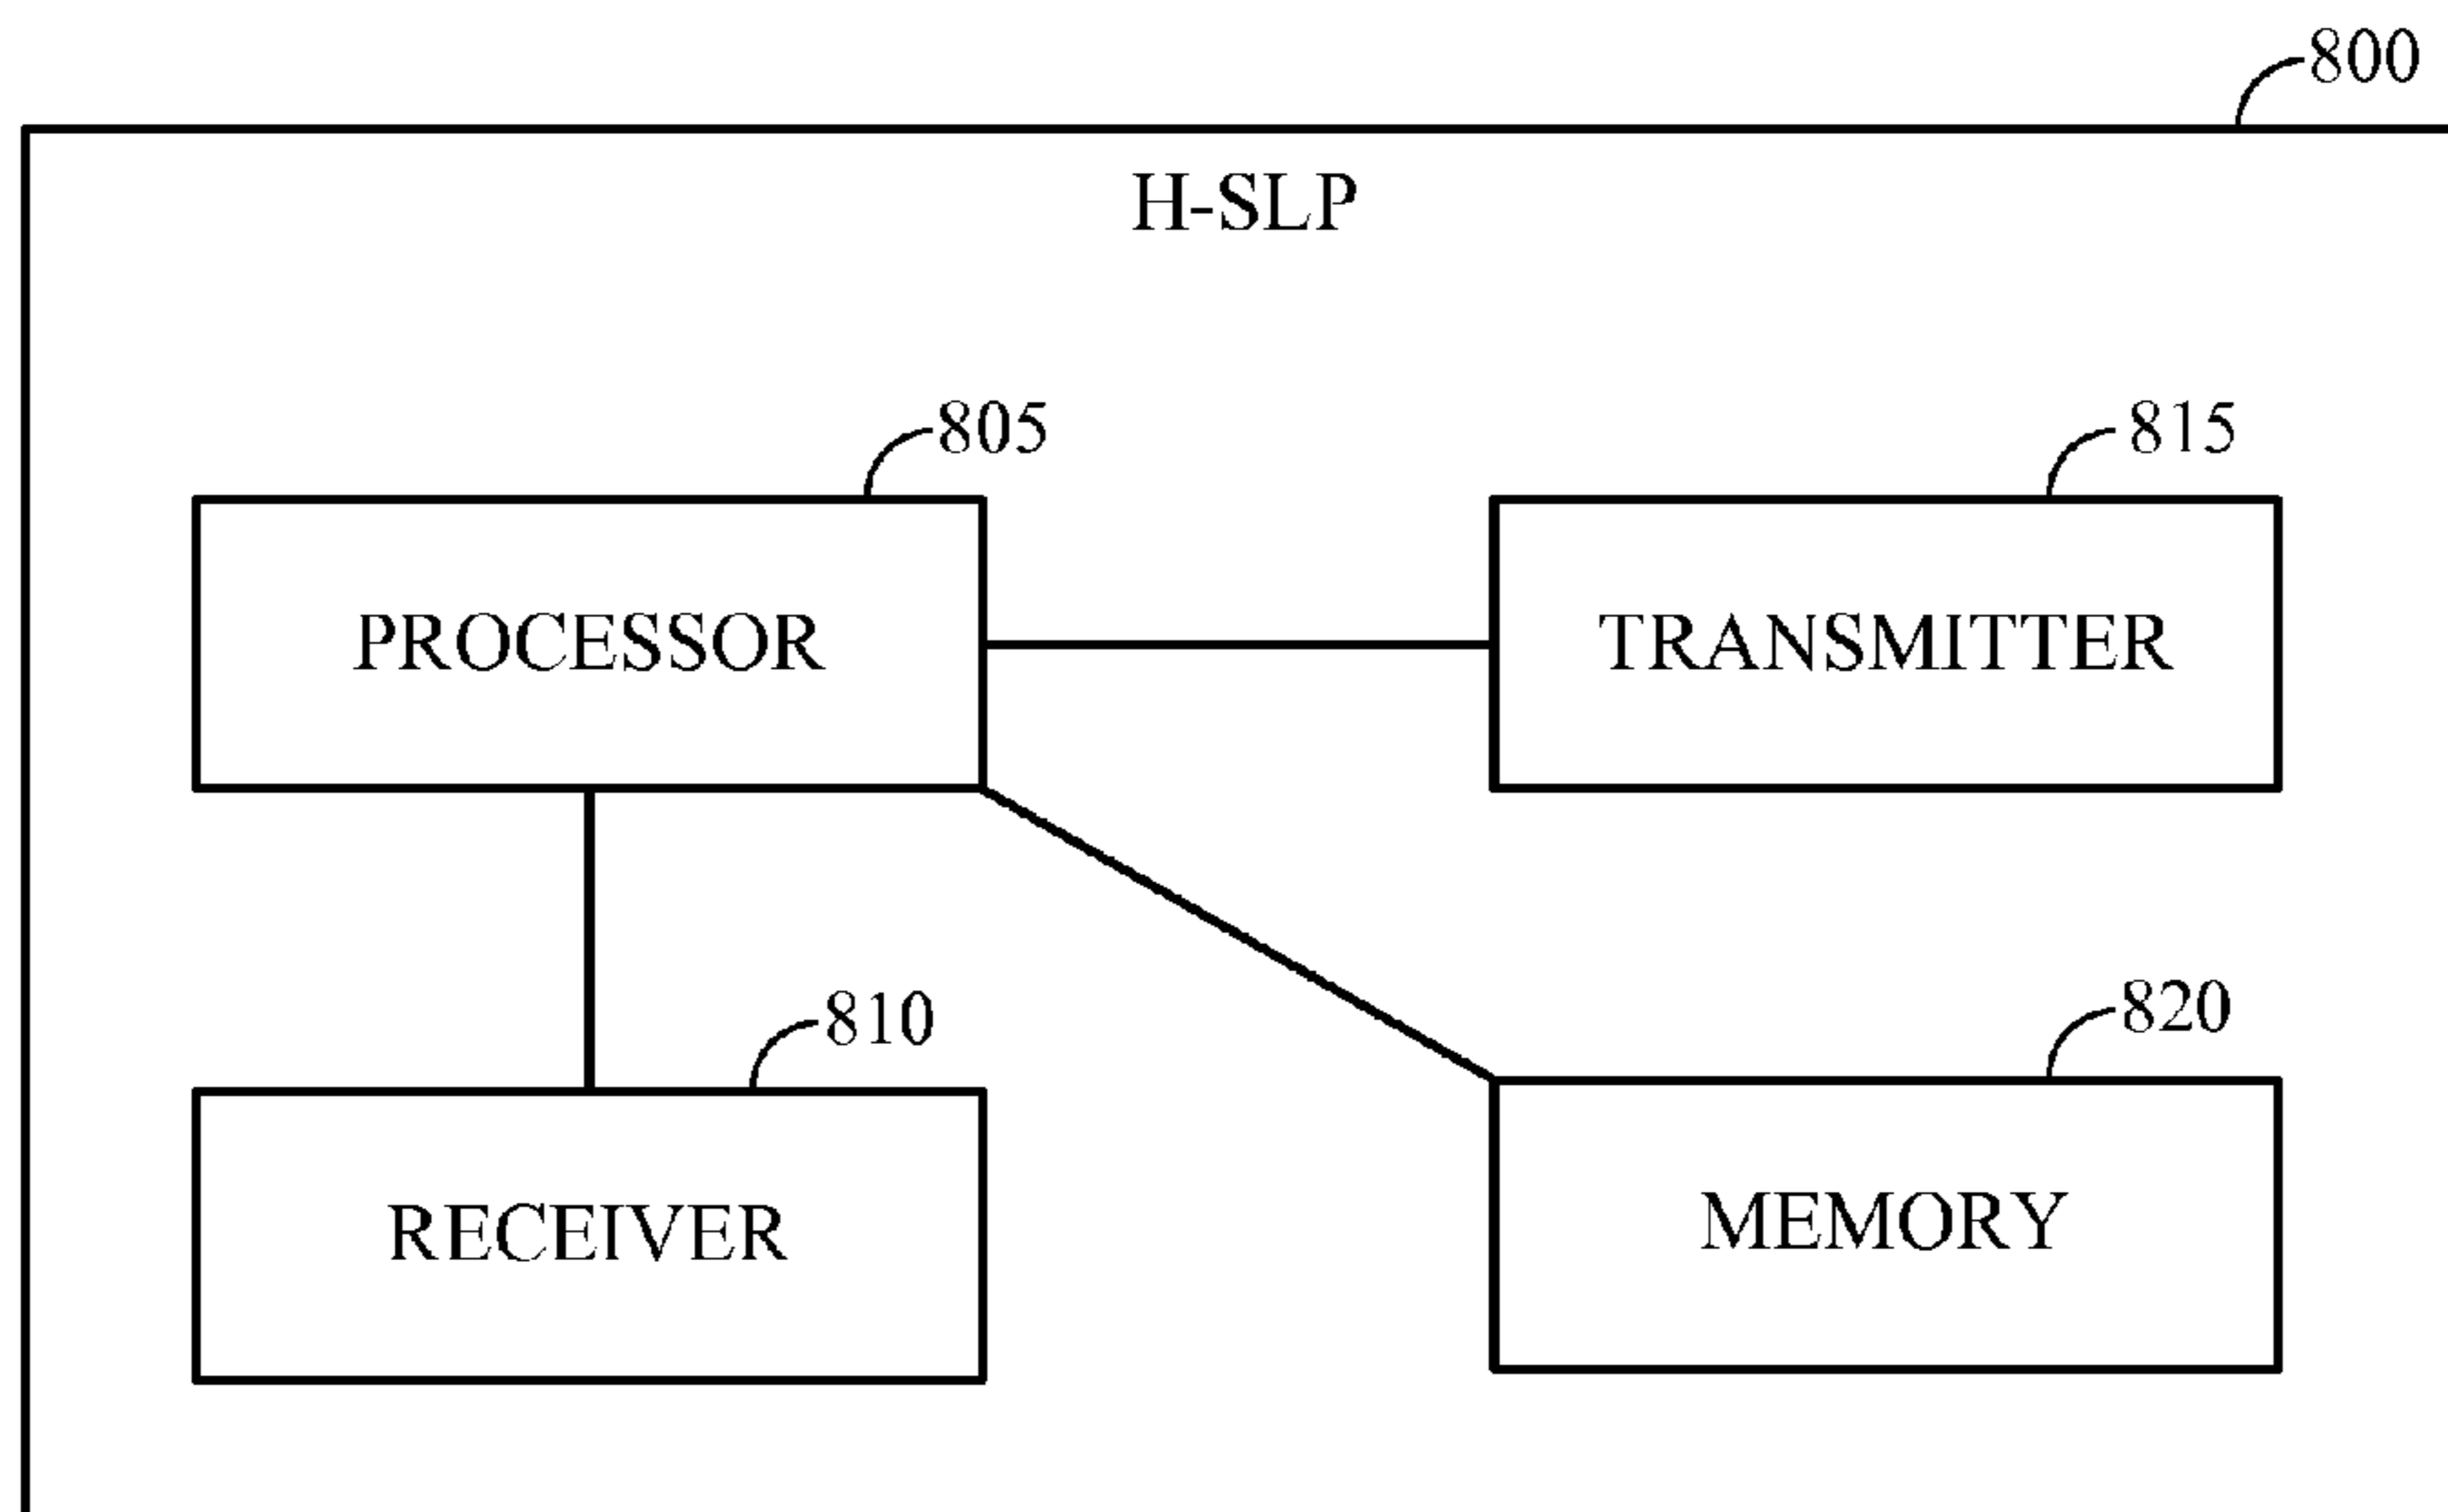 800
H-SLP
805
815
PROCESSOR
TRANSMITTER
810
820
RECEIVER
MEMORY